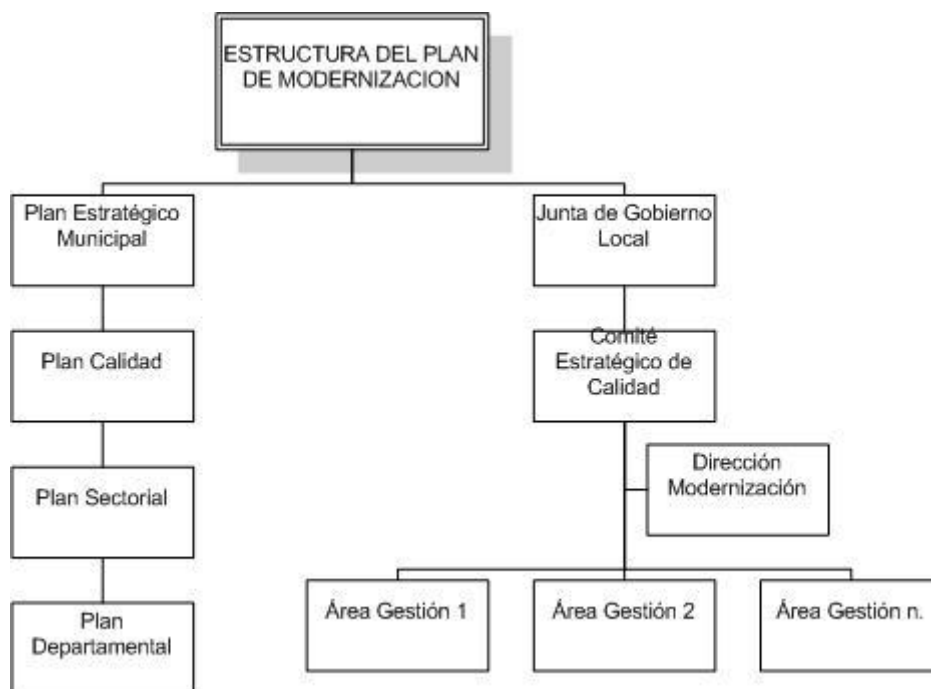 ESTRUCTURA DEL PLAN
DE MODERNIZACION
Plan Estratégico
Municipal
Junta de Gobierno
Local
Plan Calidad
Comité
Estratégico de
Calidad
Dirección
Modernización
Plan Sectorial
Plan
Departamental
Área Gestión 1
Área Gestión 2
Área Gestión n.